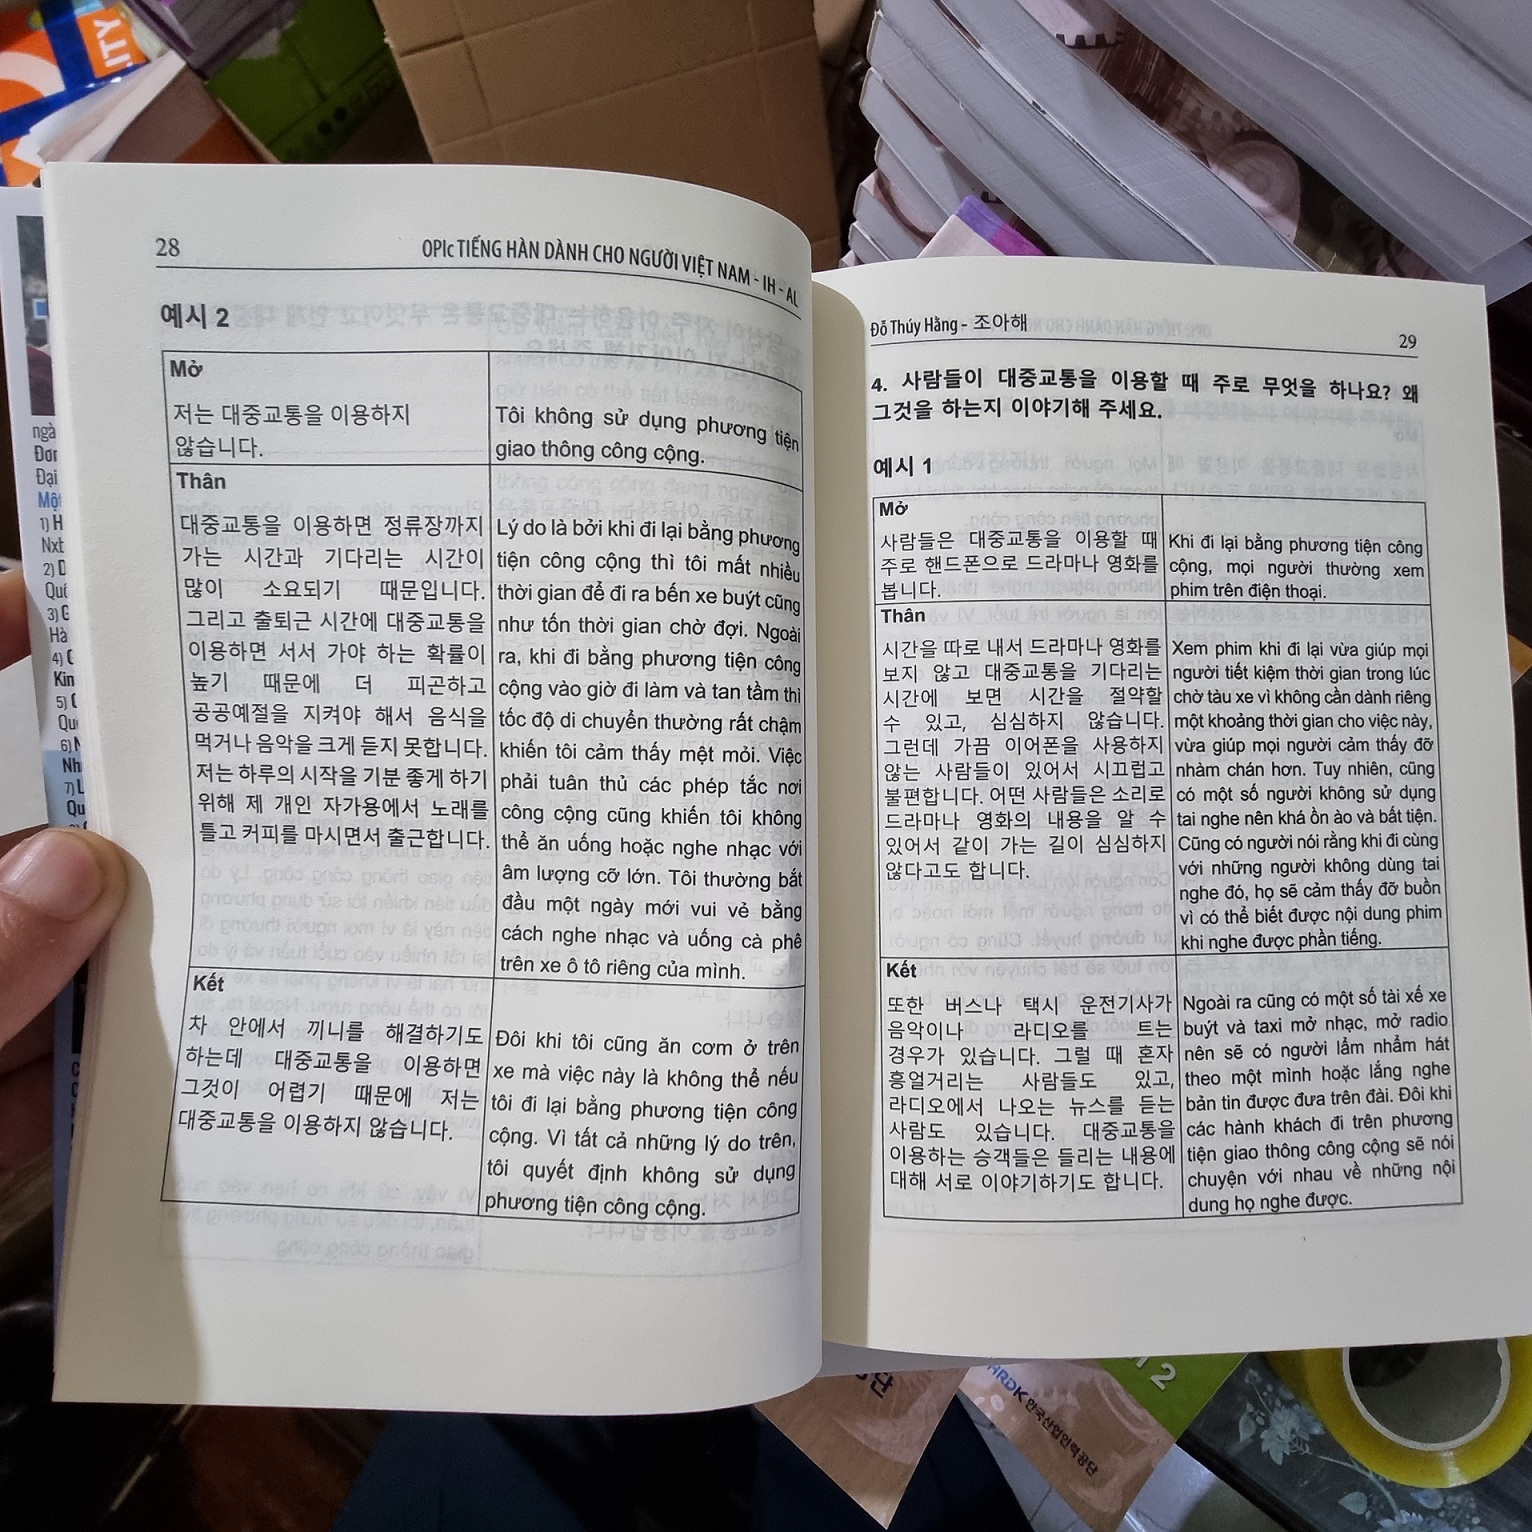 28
OPIc TIẾNG HÀN DÀNH CHO NGƯỜI VIỆT NAM - IH - AL
예시 2
Mở
저는 대중교통을 이용하지
않습니다.
Tôi không sử dụng phương tiện
giao thông công cộng.
Thân
대중교통을 이용하면 정류장까지
가는 시간과 기다리는 시간이
많이 소요되기 때문입니다.
그리고 출퇴근 시간에 대중교통을
이용하면 서서 가야 하는 확률이
높기 때문에 더 피곤하고
공공예절을 지켜야 해서 음식을
먹거나 음악을 크게 듣지 못합니다.
저는 하루의 시작을 기분 좋게 하기
위해 제 개인 자가용에서 노래를
틀고 커피를 마시면서 출근합니다.
Lý do là bởi khi đi lại bằng phương
tiện công cộng thì tôi mất nhiều
thời gian để đi ra bến xe buýt cũng
như tốn thời gian chờ đợi. Ngoài
ra, khi đi bằng phương tiện công
cộng vào giờ đi làm và tan tầm thì
tốc độ di chuyển thường rất chậm
khiến tôi cảm thấy mệt mỏi. Việc
phải tuân thủ các phép tắc nơi
công cộng cũng khiến tôi không
thể ăn uống hoặc nghe nhạc với
âm lượng cỡ lớn. Tôi thường bắt
đầu một ngày mới vui vẻ bằng
cách nghe nhạc và uống cà phê
trên xe ô tô riêng của mình.
Kết
차 안에서 끼니를 해결하기도
하는데 대중교통을 이용하면
그것이 어렵기 때문에 저는
대중교통을 이용하지 않습니다.
Đôi khi tôi cũng ăn cơm ở trên
xe mà việc này là không thể nếu
tôi đi lại bằng phương tiện công
cộng. Vì tất cả những lý do trên,
tôi quyết định không sử dụng
phương tiện công cộng.
Đỗ Thúy Hằng - 조아해
29
4. 사람들이 대중교통을 이용할 때 주로 무엇을 하나요? 왜
그것을 하는지 이야기해 주세요.
예시 1
Mở
사람들은 대중교통을 이용할 때
주로 핸드폰으로 드라마나 영화를
봅니다.
Khi đi lại bằng phương tiện công
cộng, mọi người thường xem
phim trên điện thoại.
Thân
시간을 따로 내서 드라마나 영화를
보지 않고 대중교통을 기다리는
시간에 보면 시간을 절약할
수 있고, 심심하지 않습니다.
그런데 가끔 이어폰을 사용하지
않는 사람들이 있어서 시끄럽고
불편합니다. 어떤 사람들은 소리로
드라마나 영화의 내용을 알 수
있어서 같이 가는 길이 심심하지
않다고도 합니다.
Xem phim khi đi lại vừa giúp mọi
người tiết kiệm thời gian trong lúc
chờ tàu xe vì không cần dành riêng
một khoảng thời gian cho việc này,
vừa giúp mọi người cảm thấy đỡ
nhàm chán hơn. Tuy nhiên, cũng
có một số người không sử dụng
tai nghe nên khá ồn ào và bất tiện.
Cũng có người nói rằng khi đi cùng
với những người không dùng tai
nghe đó, họ sẽ cảm thấy đỡ buồn
vì có thể biết được nội dung phim
khi nghe được phần tiếng.
Kết
또한 버스나 택시 운전기사가
음악이나 라디오를 트는
경우가 있습니다. 그럴 때 혼자
흥얼거리는 사람들도 있고,
라디오에서 나오는 뉴스를 듣는
사람도 있습니다. 대중교통을
이용하는 승객들은 들리는 내용에
대해 서로 이야기하기도 합니다.
Ngoài ra cũng có một số tài xế xe
buýt và taxi mở nhạc, mở radio
nên sẽ có người lẩm nhẩm hát
theo một mình hoặc lắng nghe
bản tin được đưa trên đài. Đôi khi
các hành khách đi trên phương
tiện giao thông công cộng sẽ nói
chuyện với nhau về những nội
dung họ nghe được.
HRDK 한국산업인력공단